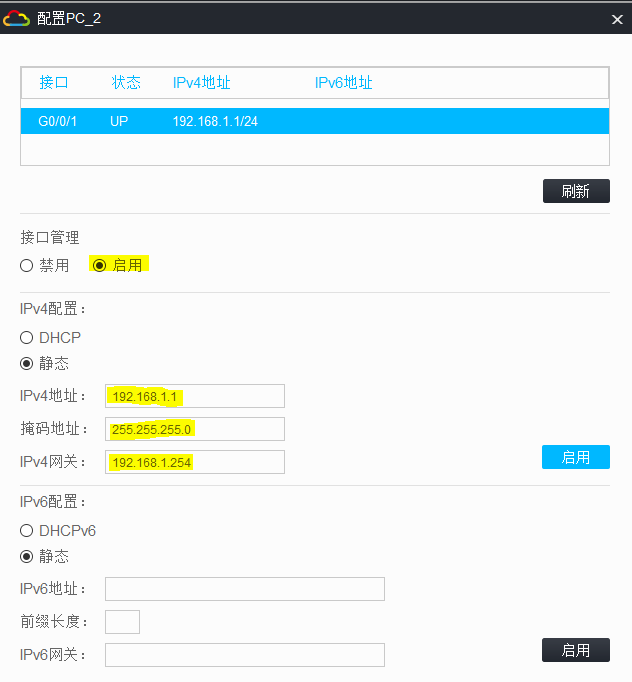 配置PC_2
接口 状态 IPv4地址 IPv6地址
G0/0/1 UP 192.168.1.1/24
刷新
接口管理
禁用 启用
IPv4配置：
DHCP
静态
IPv4地址： 192.168.1.1
掩码地址： 255.255.255.0
IPv4网关： 192.168.1.254 启用
IPv6配置：
DHCPv6
静态
IPv6地址：
前缀长度：
IPv6网关： 启用